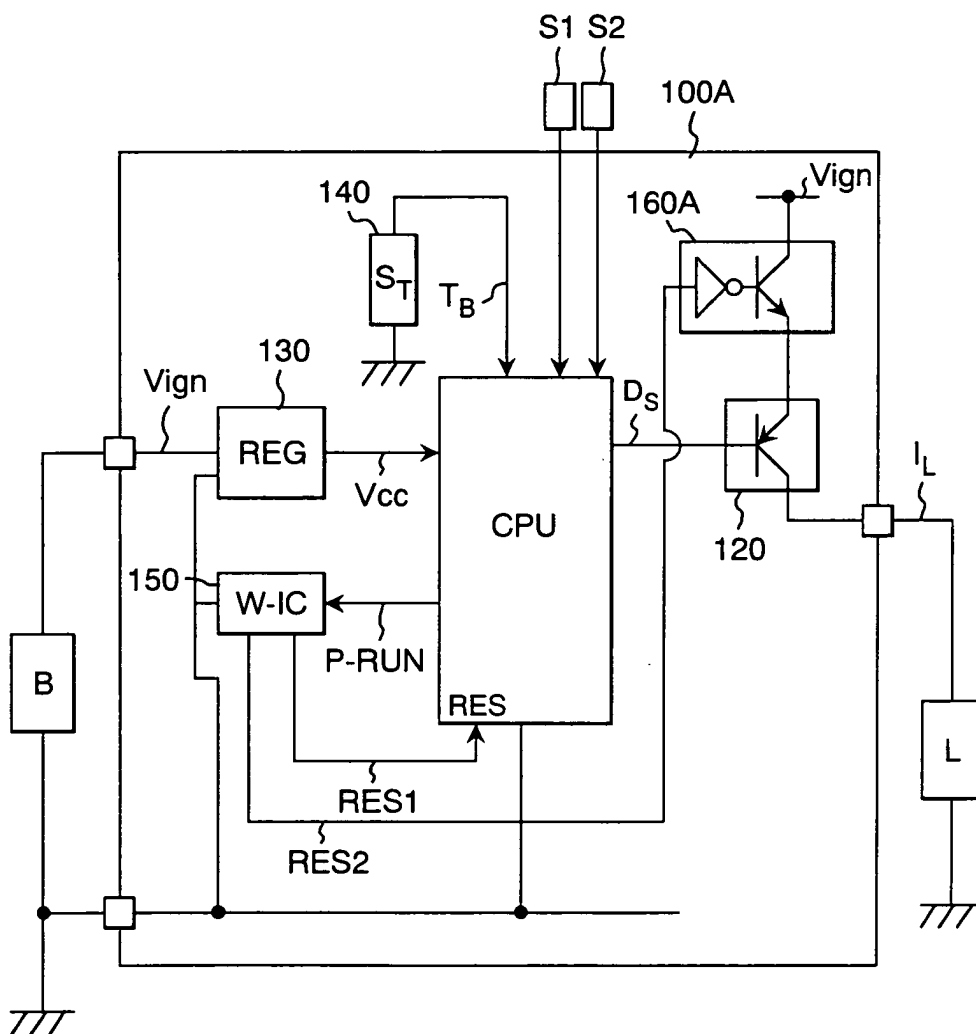 S1 S2
100A
Vign
140
160A
S_T
T_B
130
Vign
D_S
REG
Vcc
I_L
CPU
120
150
W-IC
P-RUN
B
RES
L
RES1
RES2